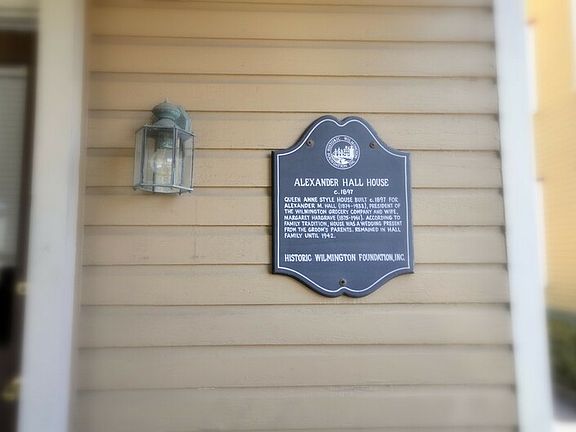 ALEXANDER HALL HOUSE
c. 1897
QUEEN ANNE STYLE HOUSE BUILT c. 1897 FOR
ALEXANDER M. HALL (1874-1933), PRESIDENT OF
THE WILMINGTON GROCERY COMPANY AND WIFE,
MARGARET HARGRAVE (1875-1961). ACCORDING TO
FAMILY TRADITION, HOUSE WAS A WEDDING PRESENT
FROM THE GROOM'S PARENTS. REMAINED IN HALL
FAMILY UNTIL 1942.
HISTORIC WILMINGTON FOUNDATION, INC.